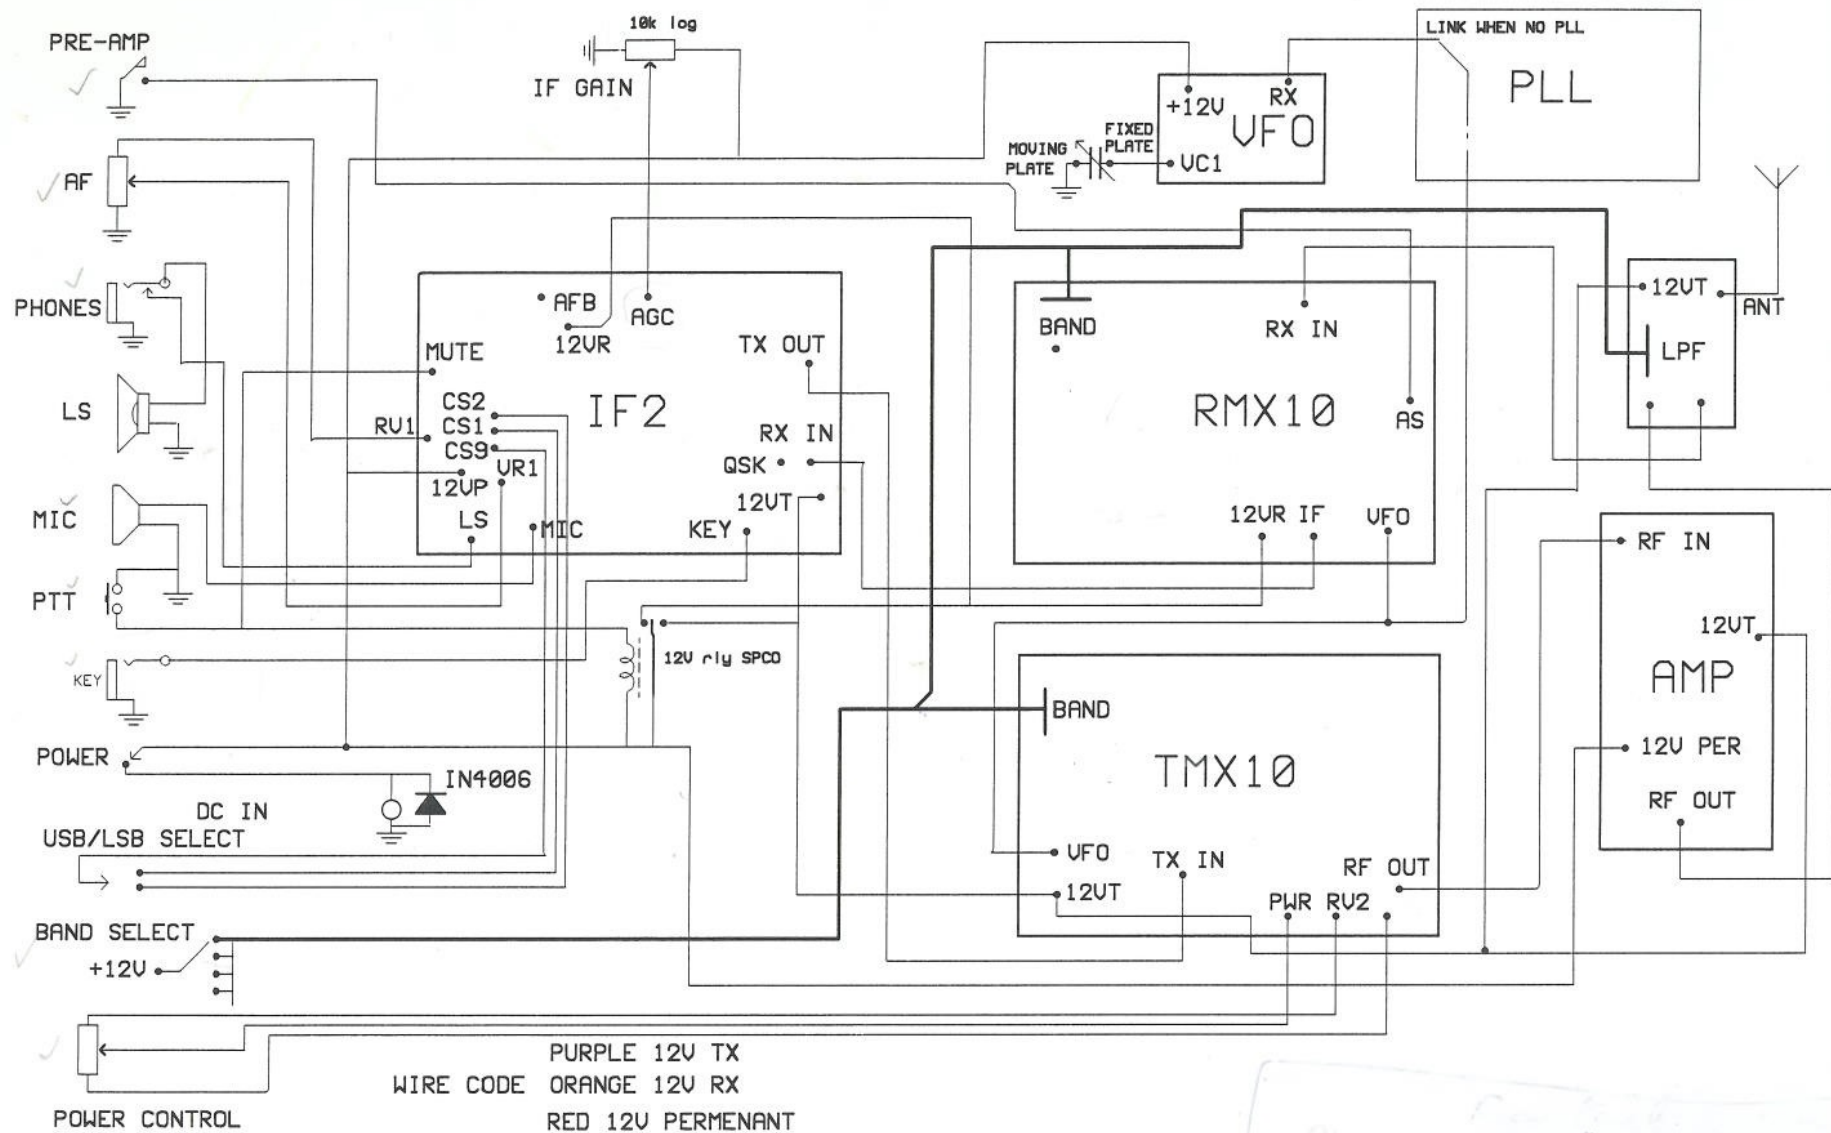 PRE-AMP
10k log
IF GAIN
LINK WHEN NO PLL
PLL
+12V
RX
VFO
VC1
MOVING
PLATE
FIXED
PLATE
AF
PHONES
LS
MIC
PTT
KEY
POWER
DC IN
IN4006
USB/LSB SELECT
BAND SELECT
+12V
POWER CONTROL
AFB
AGC
12VR
TX OUT
MUTE
IF2
CS2
CS1
CS9
RV1
VR1
12VP
RX IN
QSK
12VT
LS
MIC
KEY
12V rly SPCO
BAND
RX IN
RMX10
AS
12VR IF
VFO
12VT
ANT
LPF
RF IN
12VT
AMP
12V PER
RF OUT
BAND
TMX10
VFO
TX IN
12VT
RF OUT
PWR RV2
PURPLE 12V TX
WIRE CODE ORANGE 12V RX
RED 12V PERMENANT